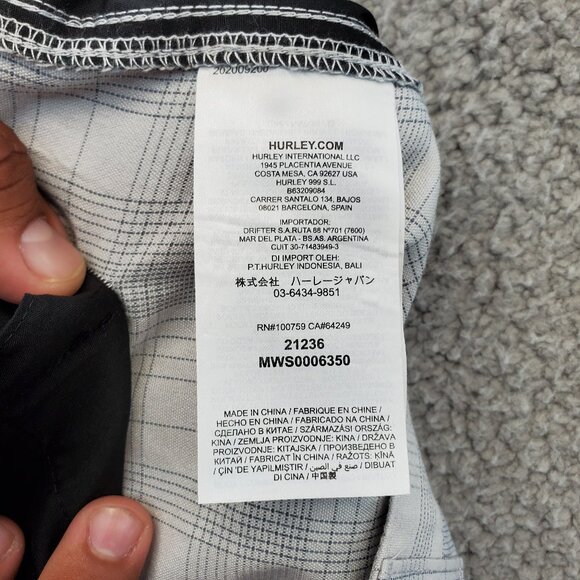 202009200
HURLEY.COM
HURLEY INTERNATIONAL LLC
1945 PLACENTIA AVENUE
COSTA MESA, CA 92627 USA
HURLEY 999 S.L.
B63209084
CARRER SANTALO 134, BAJOS
08021 BARCELONA, SPAIN
IMPORTADOR:
DRIFTER S.A.RUTA 88 Nº701 (7600)
MAR DEL PLATA - BS.AS. ARGENTINA
CUIT 30-71483949-3
DI IMPORT OLEH:
P.T.HURLEY INDONESIA, BALI
株式会社 ハーレージャパン
03-6434-9851
RN#100759 CA#64249
21236
MWS0006350
MADE IN CHINA / FABRIQUE EN CHINE /
HECHO EN CHINA / FABRICADO NA CHINA /
СДЕЛАНО В КИТАЕ / SZÁRMAZÁSI ORSZÁG:
KINA / ZEMLJA PROIZVODNJE: KINA / DRŽAVA
PROIZVODNJE: KITAJSKA / ПРОИЗВЕДЕНО В
КИТАЙ / FABRICAT ÎN CHINA / RAŽOTS: ĶĪNĀ
/ ÇİN 'DE YAPILMIŞTIR / صنع في الصين / DIBUAT
DI CINA / 中国製